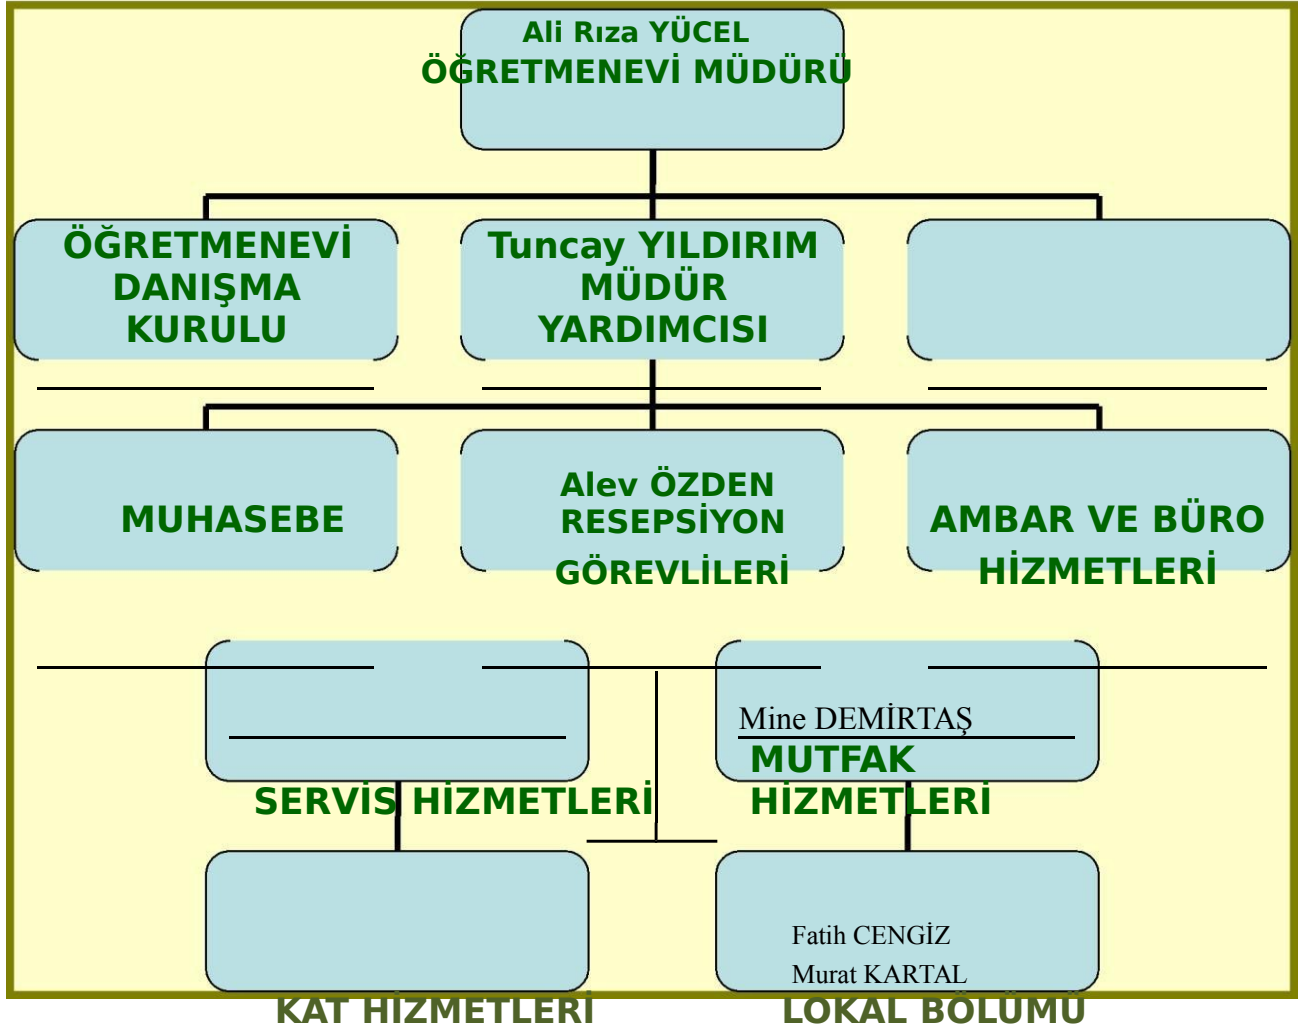 Ali Rıza YÜCEL
ÖĞRETMENEVİ MÜDÜRÜ
ÖĞRETMENEVİ
DANIŞMA
KURULU
Tuncay YILDIRIM
MÜDÜR
YARDIMCISI
MUHASEBE
Alev ÖZDEN
RESEPSİYON
GÖREVLİLERİ
AMBAR VE BÜRO
HİZMETLERİ
SERVİS HİZMETLERİ
Mine DEMİRTAŞ
MUTFAK
HİZMETLERİ
KAT HİZMETLERİ
Fatih CENGİZ
Murat KARTAL
LOKAL BÖLÜMÜ